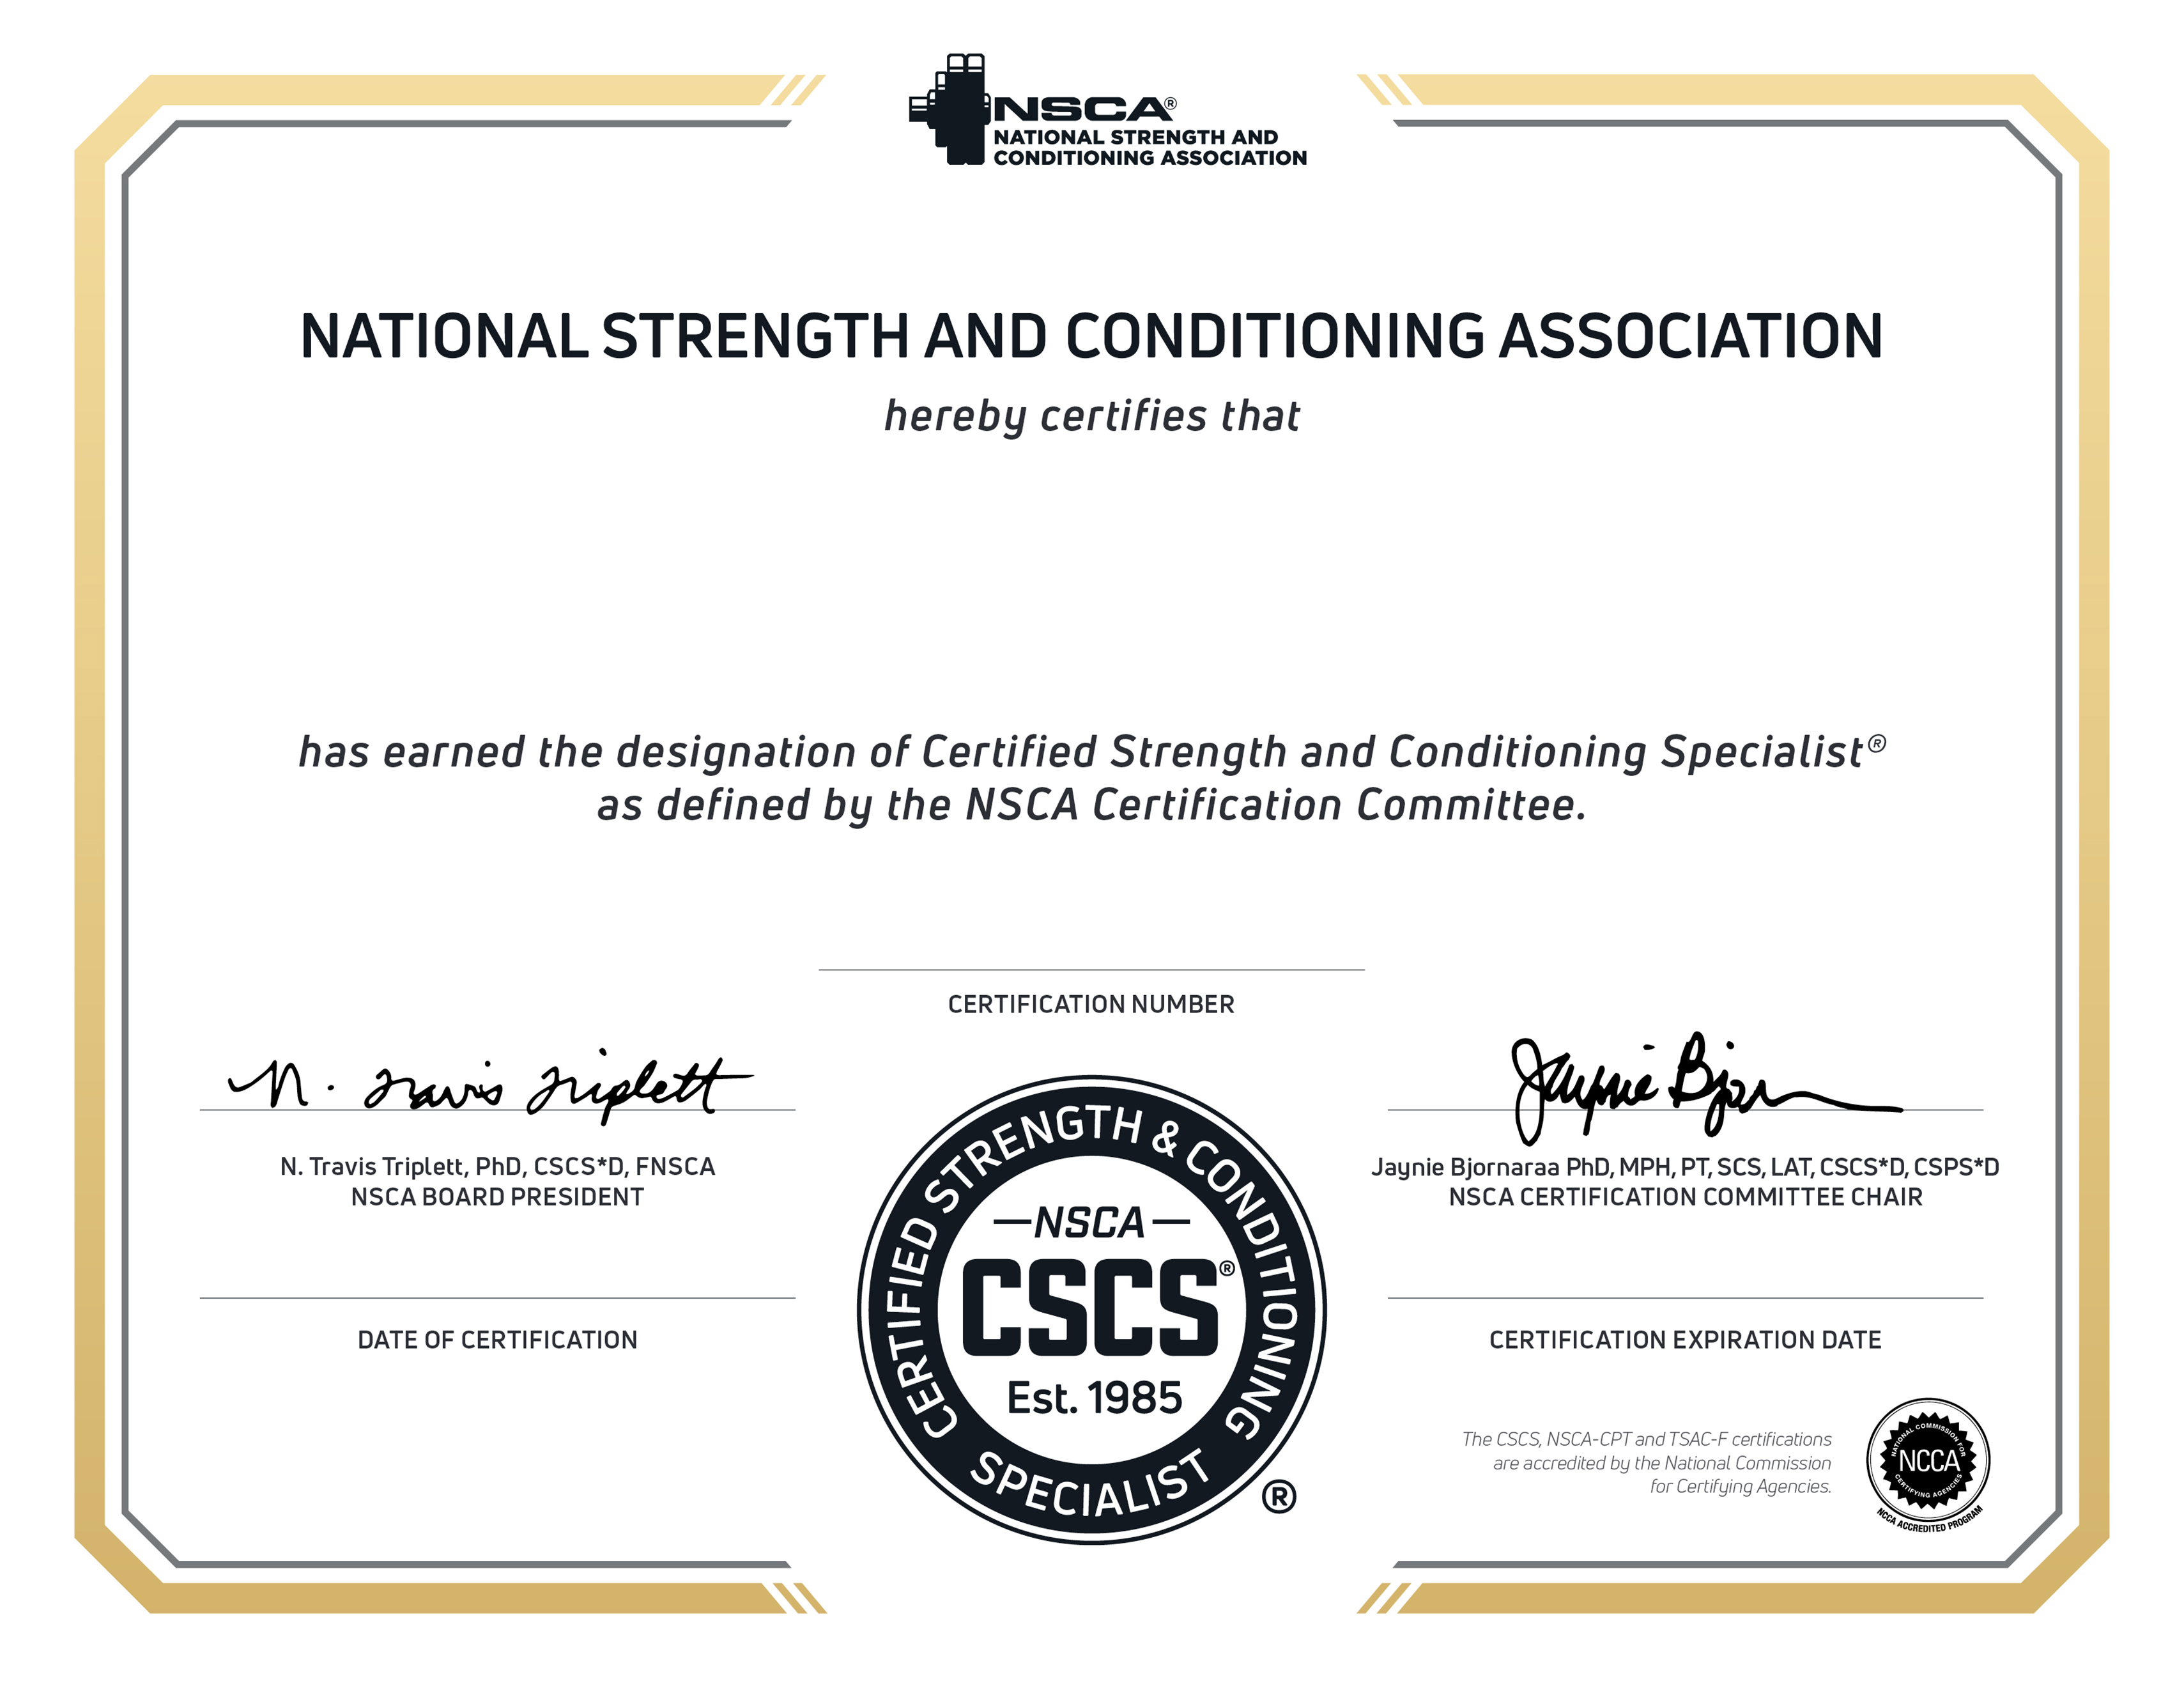 NSCA®
NATIONAL STRENGTH AND
CONDITIONING ASSOCIATION
NATIONAL STRENGTH AND CONDITIONING ASSOCIATION
hereby certifies that
has earned the designation of Certified Strength and Conditioning Specialist®
as defined by the NSCA Certification Committee.
CERTIFICATION NUMBER
N. Travis Triplett
N. Travis Triplett, PhD, CSCS*D, FNSCA
NSCA BOARD PRESIDENT
Jaynie Bjor
Jaynie Bjornaraa PhD, MPH, PT, SCS, LAT, CSCS*D, CSPS*D
NSCA CERTIFICATION COMMITTEE CHAIR
DATE OF CERTIFICATION
CERTIFIED STRENGTH & CONDITIONING
NSCA
CSCS®
Est. 1985
SPECIALIST
®
CERTIFICATION EXPIRATION DATE
The CSCS, NSCA-CPT and TSAC-F certifications
are accredited by the National Commission
for Certifying Agencies.
NATIONAL COMMISSION FOR
NCCA
CERTIFYING AGENCIES
NCCA ACCREDITED PROGRAM